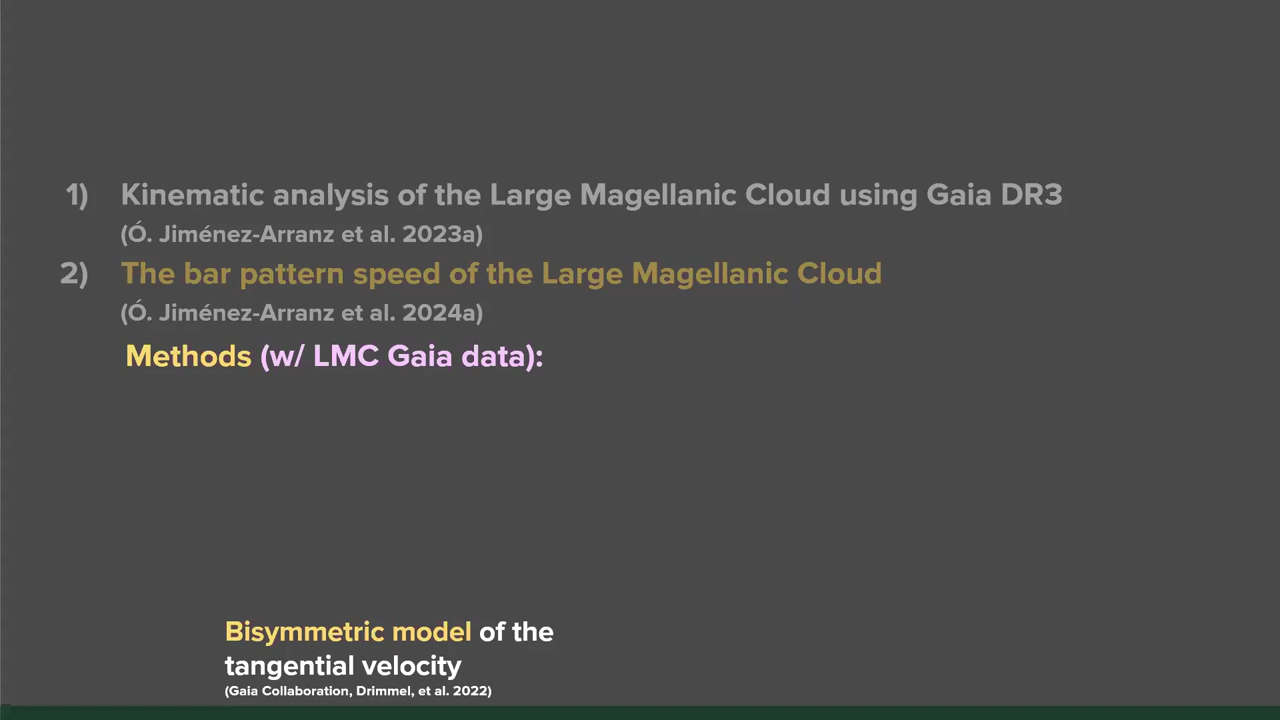 1) Kinematic analysis of the Large Magellanic Cloud using Gaia DR3
(Ó. Jiménez-Arranz et al. 2023a)
2) The bar pattern speed of the Large Magellanic Cloud
(Ó. Jiménez-Arranz et al. 2024a)
Methods (w/ LMC Gaia data):
Bisymmetric model of the
tangential velocity
(Gaia Collaboration, Drimmel, et al. 2022)